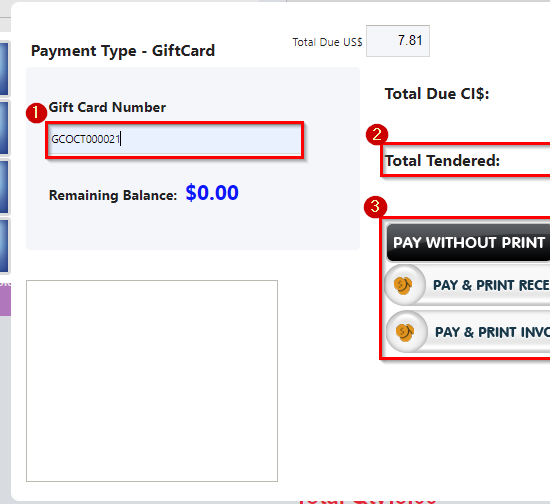 Payment Type - GiftCard
Total Due US$
7.81
Total Due CI$:
1
Gift Card Number
GCOCT000021
2
Total Tendered:
Remaining Balance: $0.00
3
PAY WITHOUT PRINT
PAY & PRINT RECE
PAY & PRINT INVO